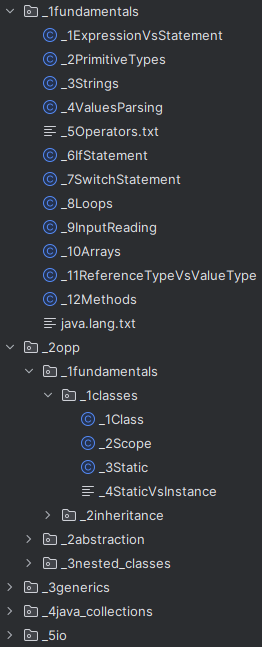 _1fundamentals
_1ExpressionVsStatement
_2PrimitiveTypes
_3Strings
_4ValuesParsing
_5Operators.txt
_6IfStatement
_7SwitchStatement
_8Loops
_9InputReading
_10Arrays
_11ReferenceTypeVsValueType
_12Methods
java.lang.txt
_2opp
_1fundamentals
_1classes
_1Class
_2Scope
_3Static
_4StaticVsInstance
_2inheritance
_2abstraction
_3nested_classes
_3generics
_4java_collections
_5io